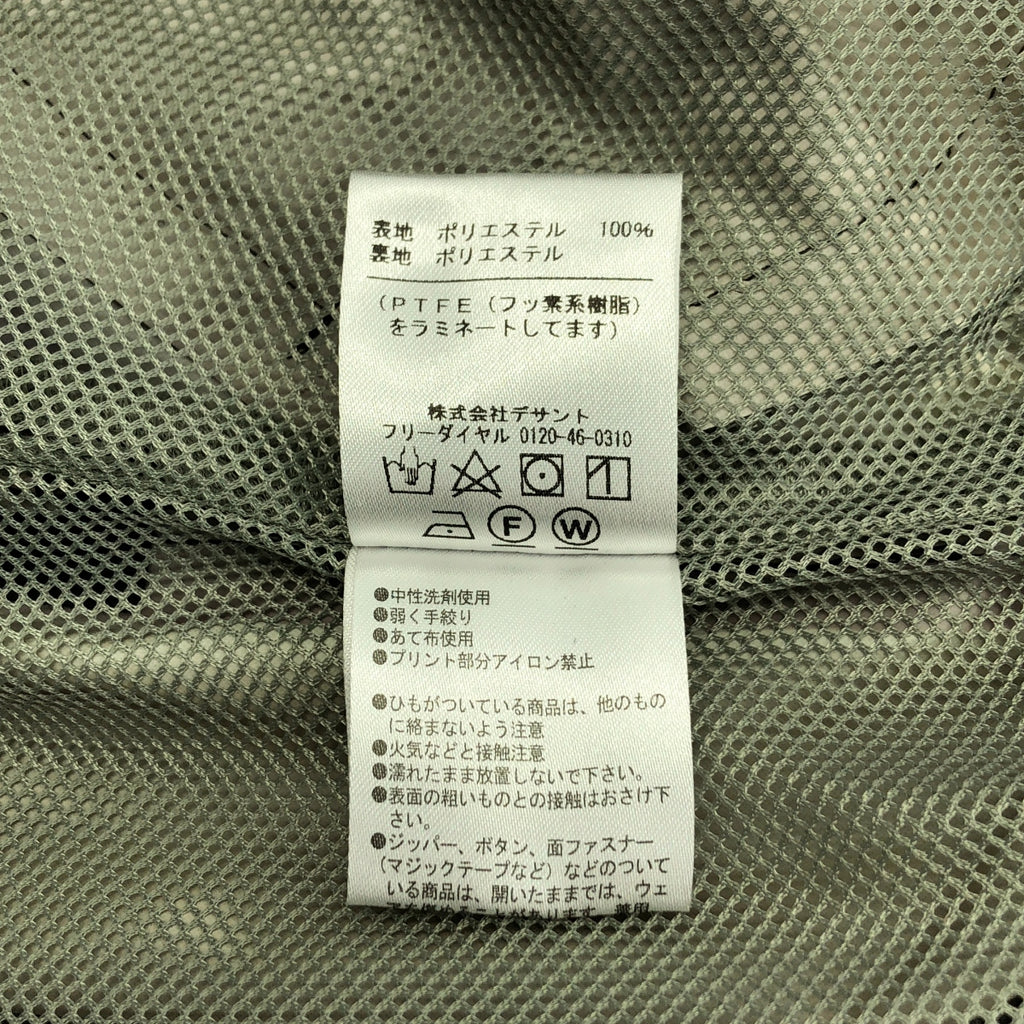 表地 ポリエステル 100%
裏地 ポリエステル
(PTFE(フッ素系樹脂)
をラミネートしてます)
株式会社デサント
フリーダイヤル 0120-46-0310
F W
●中性洗剤使用
●弱く手絞り
●あて布使用
●プリント部分アイロン禁止
●ひもがついている商品は、他のもの
に絡まないよう注意
●火気などと接触注意
●濡れたまま放置しないで下さい。
●表面の粗いものとの接触はおさけ下
さい。
●ジッパー、ボタン、面ファスナー
(マジックテープなど)などのついて
いる商品は、開いたままでは、ウェ